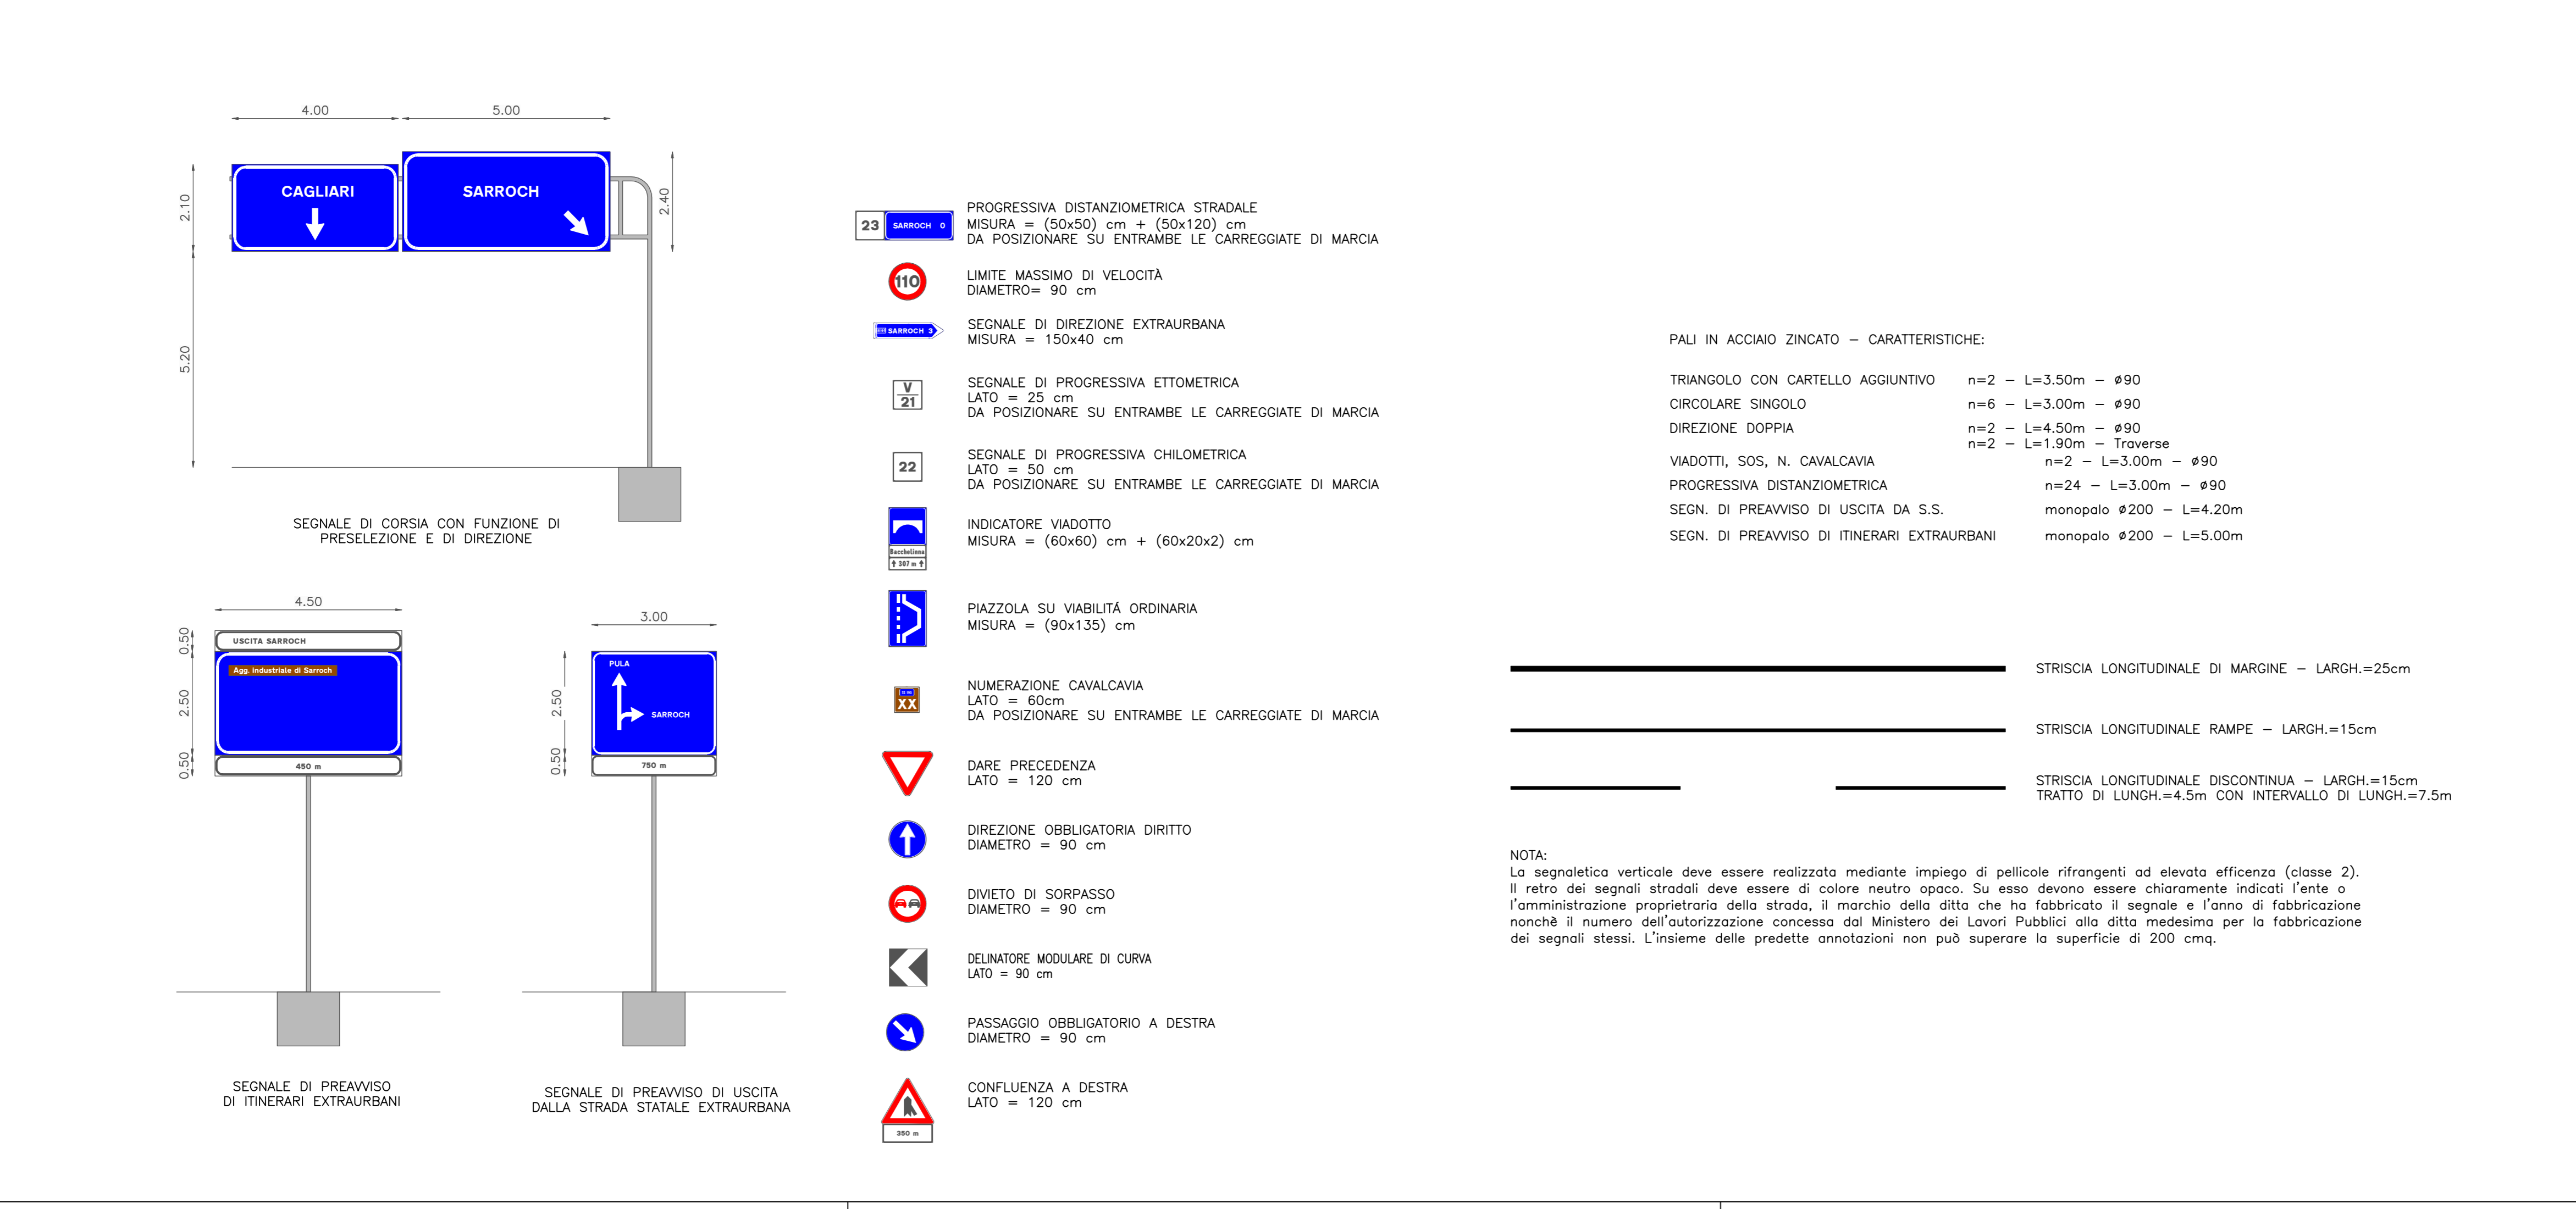 4.00
5.00
2.10
5.20
2.40
CAGLIARI
SARROCH
SEGNALE DI CORSIA CON FUNZIONE DI
PRESELEZIONE E DI DIREZIONE
4.50
0.50
2.50
0.50
USCITA SARROCH
Agg. industriale di Sarroch
450 m
SEGNALE DI PREAVVISO
DI ITINERARI EXTRAURBANI
3.00
2.50
0.50
PULA
SARROCH
750 m
SEGNALE DI PREAVVISO DI USCITA
DALLA STRADA STATALE EXTRAURBANA
23 SARROCH 0
PROGRESSIVA DISTANZIOMETRICA STRADALE
MISURA = (50x50) cm + (50x120) cm
DA POSIZIONARE SU ENTRAMBE LE CARREGGIATE DI MARCIA
110
LIMITE MASSIMO DI VELOCITÀ
DIAMETRO= 90 cm
SARROCH 3
SEGNALE DI DIREZIONE EXTRAURBANA
MISURA = 150x40 cm
V
21
SEGNALE DI PROGRESSIVA ETTOMETRICA
LATO = 25 cm
DA POSIZIONARE SU ENTRAMBE LE CARREGGIATE DI MARCIA
22
SEGNALE DI PROGRESSIVA CHILOMETRICA
LATO = 50 cm
DA POSIZIONARE SU ENTRAMBE LE CARREGGIATE DI MARCIA
Bacchelinna
307 m
INDICATORE VIADOTTO
MISURA = (60x60) cm + (60x20x2) cm
PIAZZOLA SU VIABILITÁ ORDINARIA
MISURA = (90x135) cm
XX
NUMERAZIONE CAVALCAVIA
LATO = 60cm
DA POSIZIONARE SU ENTRAMBE LE CARREGGIATE DI MARCIA
DARE PRECEDENZA
LATO = 120 cm
DIREZIONE OBBLIGATORIA DIRITTO
DIAMETRO = 90 cm
DIVIETO DI SORPASSO
DIAMETRO = 90 cm
DELINATORE MODULARE DI CURVA
LATO = 90 cm
PASSAGGIO OBBLIGATORIO A DESTRA
DIAMETRO = 90 cm
350 m
CONFLUENZA A DESTRA
LATO = 120 cm
PALI IN ACCIAIO ZINCATO – CARATTERISTICHE:
TRIANGOLO CON CARTELLO AGGIUNTIVO n=2 – L=3.50m – ø90
CIRCOLARE SINGOLO n=6 – L=3.00m – ø90
DIREZIONE DOPPIA n=2 – L=4.50m – ø90
n=2 – L=1.90m – Traverse
VIADOTTI, SOS, N. CAVALCAVIA n=2 – L=3.00m – ø90
PROGRESSIVA DISTANZIOMETRICA n=24 – L=3.00m – ø90
SEGN. DI PREAVVISO DI USCITA DA S.S. monopalo ø200 – L=4.20m
SEGN. DI PREAVVISO DI ITINERARI EXTRAURBANI monopalo ø200 – L=5.00m
STRISCIA LONGITUDINALE DI MARGINE – LARGH.=25cm
STRISCIA LONGITUDINALE RAMPE – LARGH.=15cm
STRISCIA LONGITUDINALE DISCONTINUA – LARGH.=15cm
TRATTO DI LUNGH.=4.5m CON INTERVALLO DI LUNGH.=7.5m
NOTA:
La segnaletica verticale deve essere realizzata mediante impiego di pellicole rifrangenti ad elevata efficenza (classe 2).
Il retro dei segnali stradali deve essere di colore neutro opaco. Su esso devono essere chiaramente indicati l'ente o
l'amministrazione proprietraria della strada, il marchio della ditta che ha fabbricato il segnale e l'anno di fabbricazione
nonchè il numero dell'autorizzazione concessa dal Ministero dei Lavori Pubblici alla ditta medesima per la fabbricazione
dei segnali stessi. L'insieme delle predette annotazioni non può superare la superficie di 200 cmq.